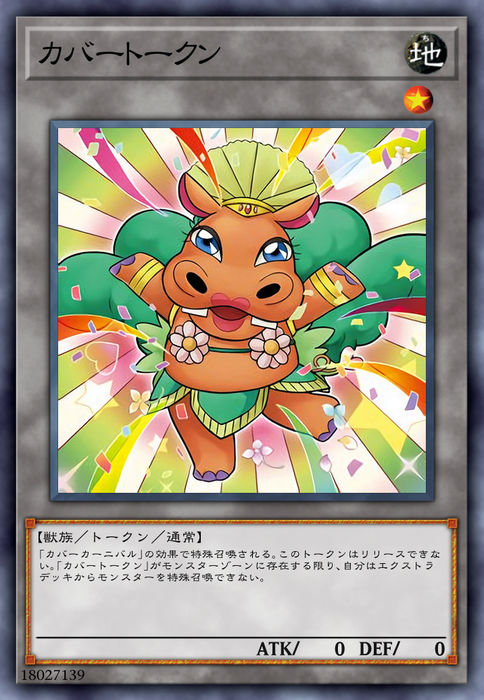 カバートークン
ち
地
【獣族／トークン／通常】
「カバーカーニバル」の効果で特殊召喚される。このトークンはリリースできな
い。「カバートークン」がモンスターゾーンに存在する限り、自分はエクストラ
デッキからモンスターを特殊召喚できない。
ATK/ 0 DEF/ 0
18027139